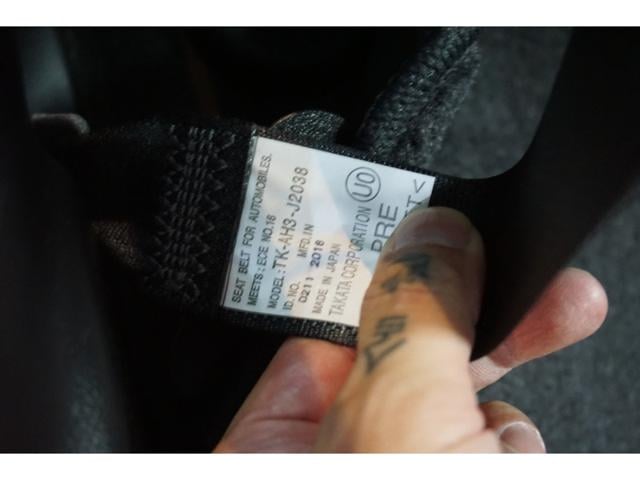 SEAT BELT FOR AUTOMOBILES.
MEETS: ECE NO.16
MODEL: TK-AH3-J2038
ID.NO. MFD.IN
0211 2018
MADE IN JAPAN
TAKATA CORPORATION U0
PRE